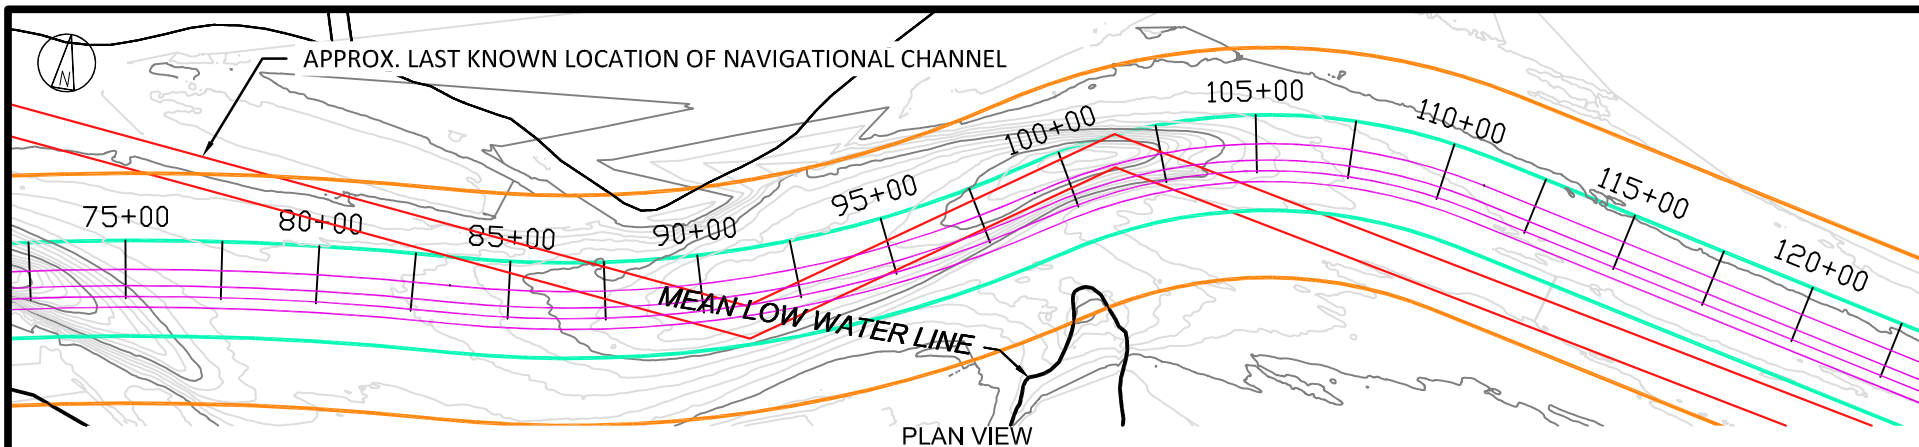 N
APPROX. LAST KNOWN LOCATION OF NAVIGATIONAL CHANNEL
75+00
80+00
85+00
90+00
95+00
100+00
105+00
110+00
115+00
120+00
MEAN LOW WATER LINE
PLAN VIEW